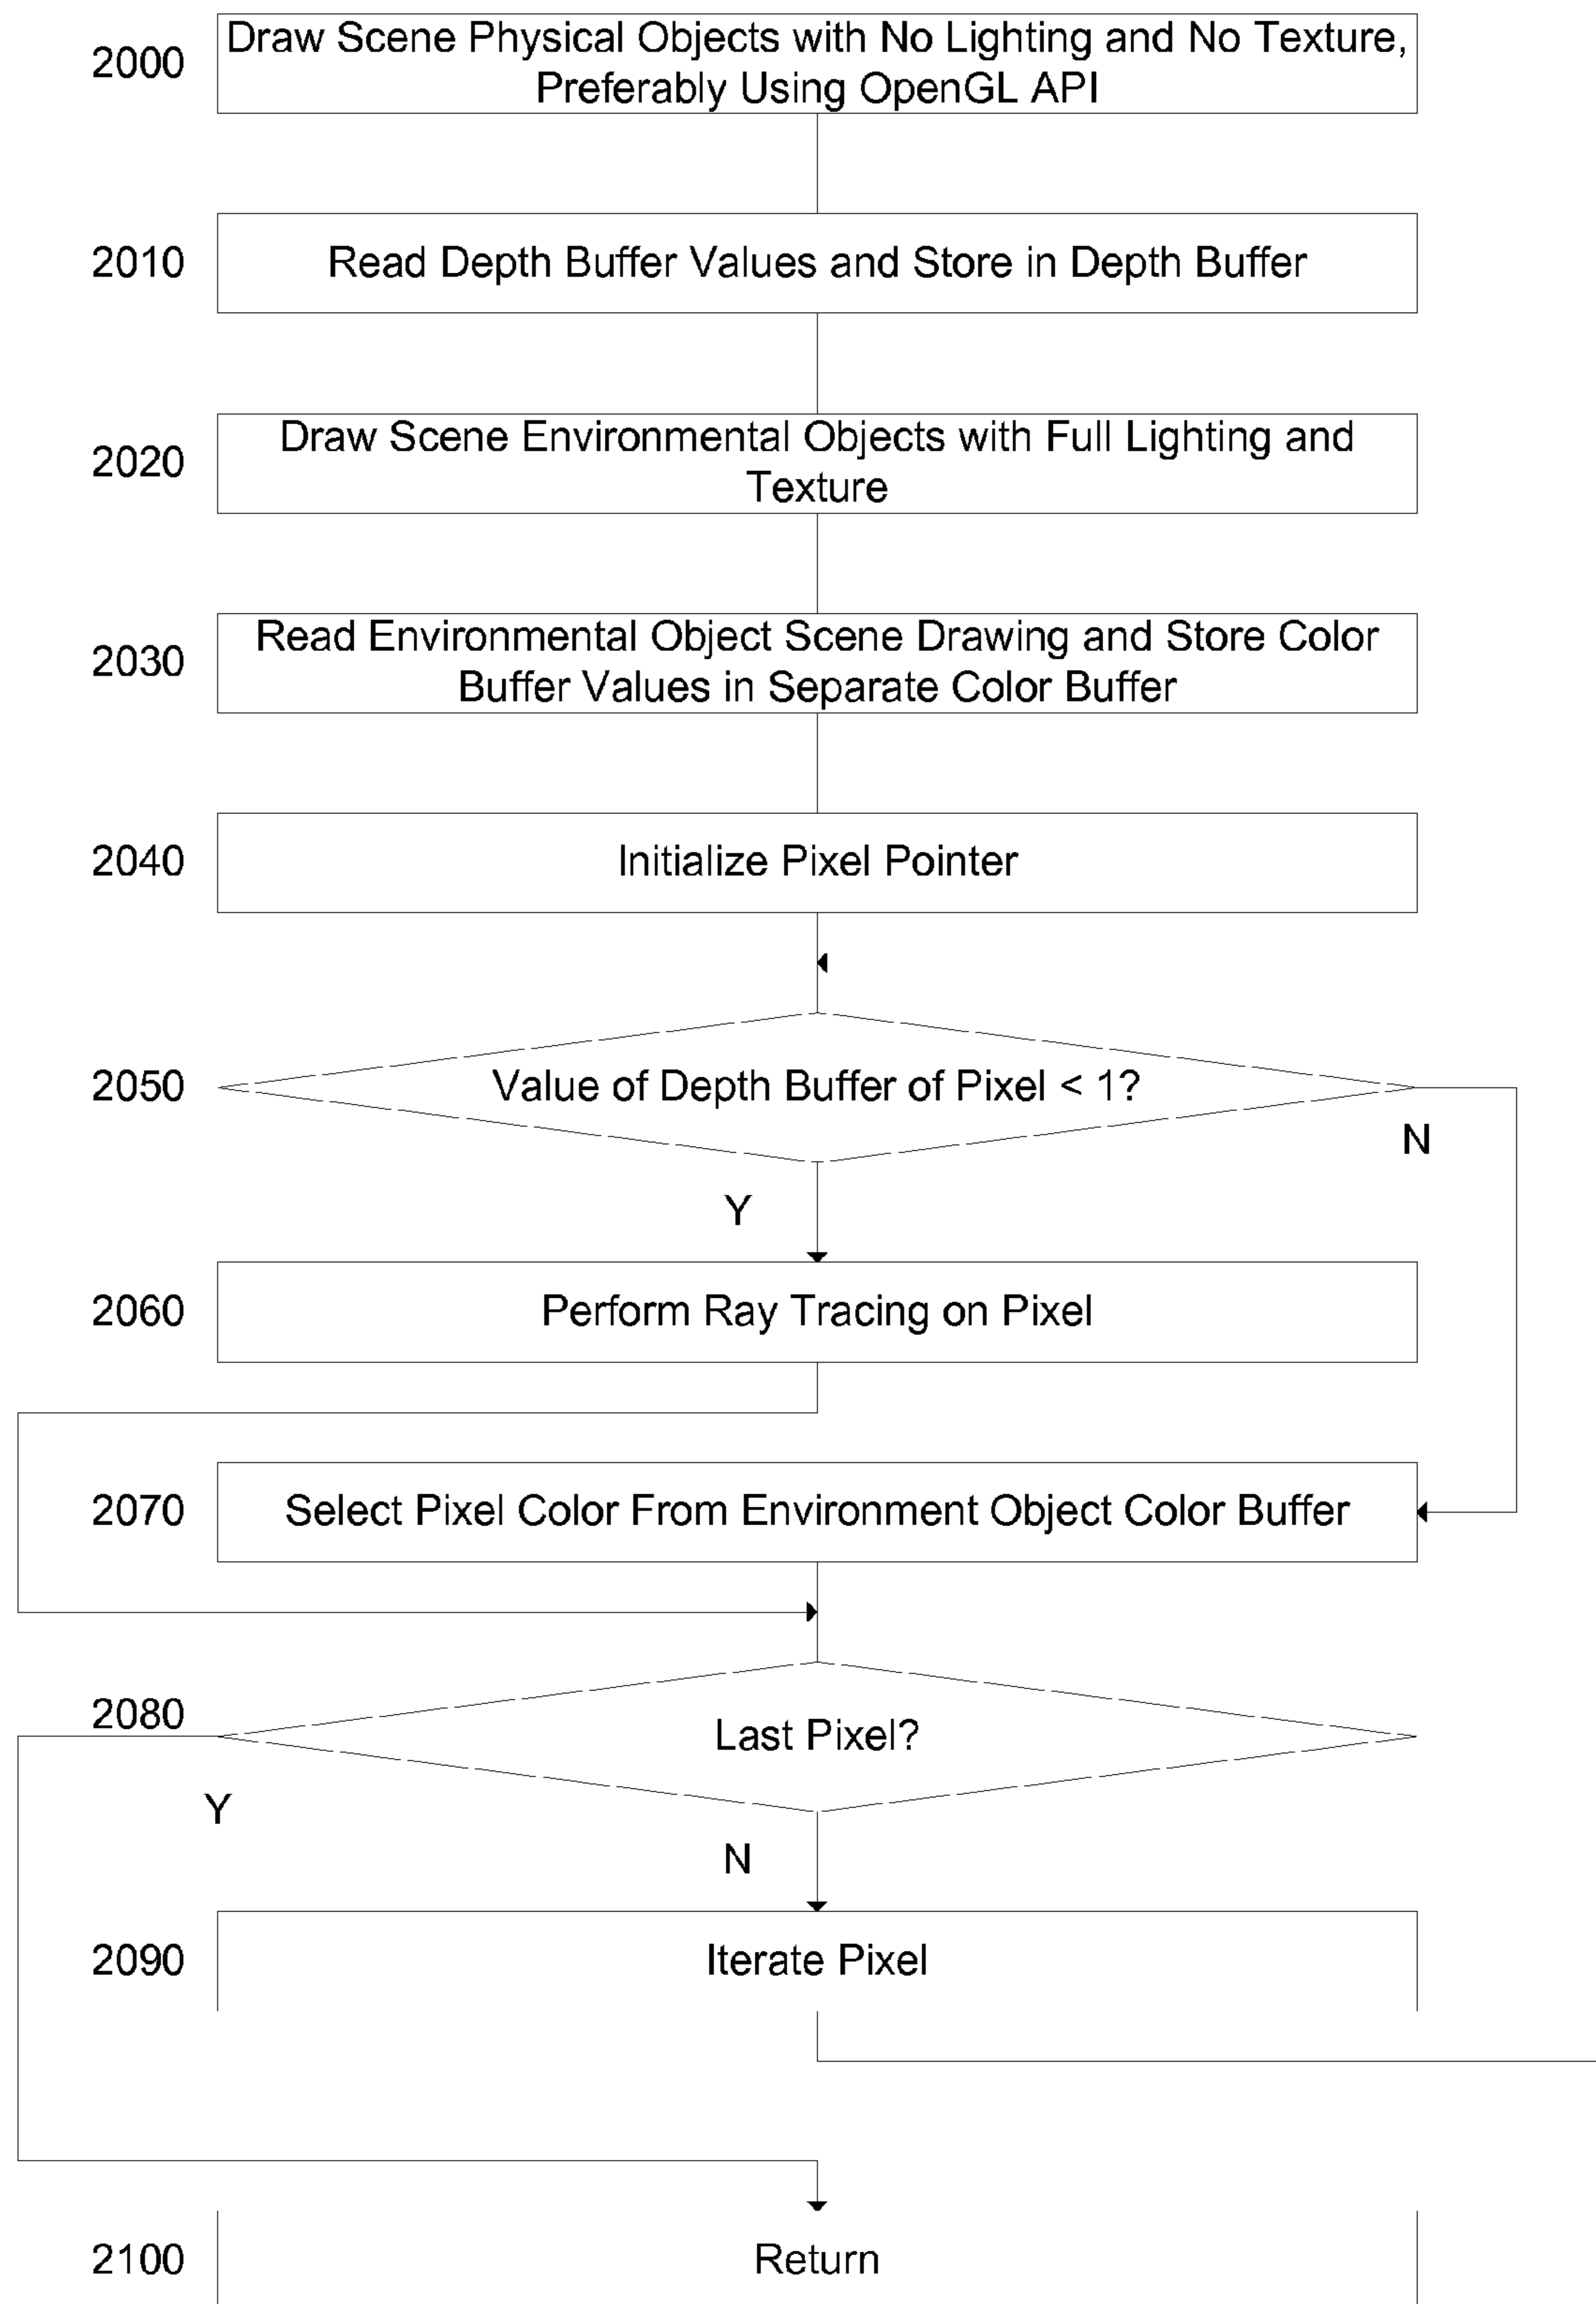 2000
Draw Scene Physical Objects with No Lighting and No Texture,
Preferably Using OpenGL API
2010
Read Depth Buffer Values and Store in Depth Buffer
2020
Draw Scene Environmental Objects with Full Lighting and
Texture
2030
Read Environmental Object Scene Drawing and Store Color
Buffer Values in Separate Color Buffer
2040
Initialize Pixel Pointer
2050
Value of Depth Buffer of Pixel < 1?
N
Y
2060
Perform Ray Tracing on Pixel
2070
Select Pixel Color From Environment Object Color Buffer
2080
Last Pixel?
Y
N
2090
Iterate Pixel
2100
Return